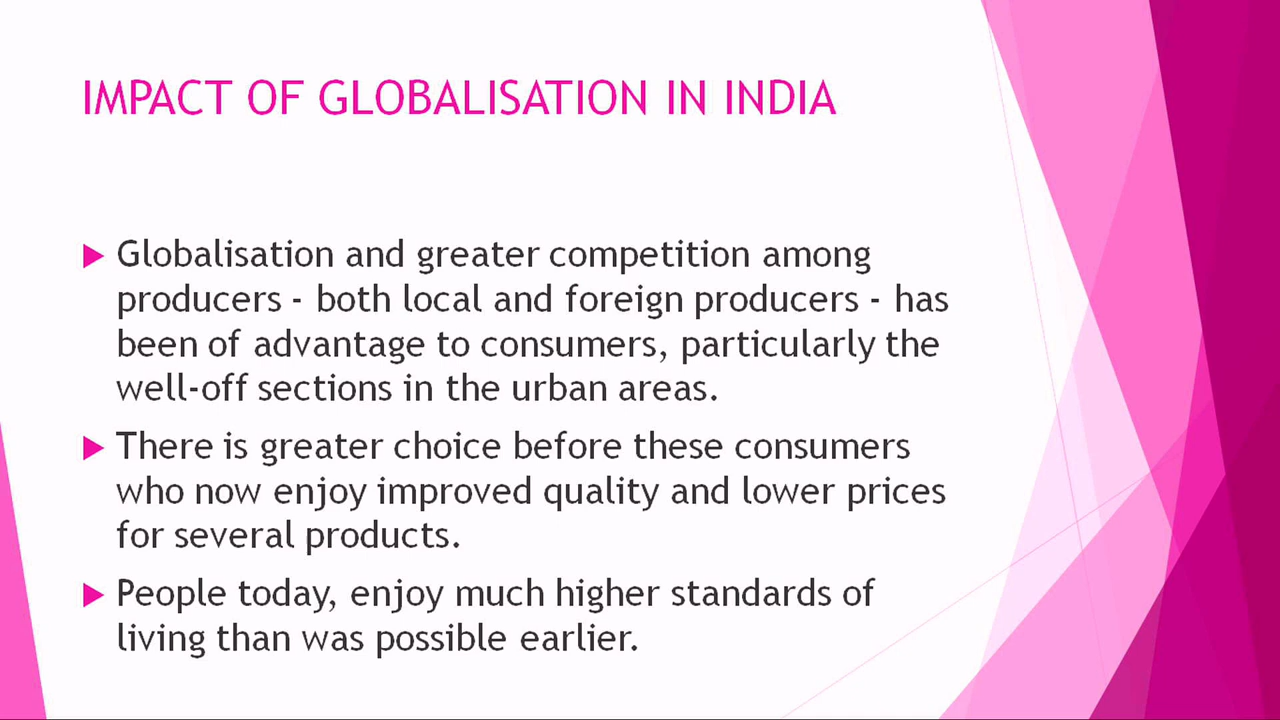 IMPACT OF GLOBALISATION IN INDIA
Globalisation and greater competition among
producers - both local and foreign producers - has
been of advantage to consumers, particularly the
well-off sections in the urban areas.
There is greater choice before these consumers
who now enjoy improved quality and lower prices
for several products.
People today, enjoy much higher standards of
living than was possible earlier.